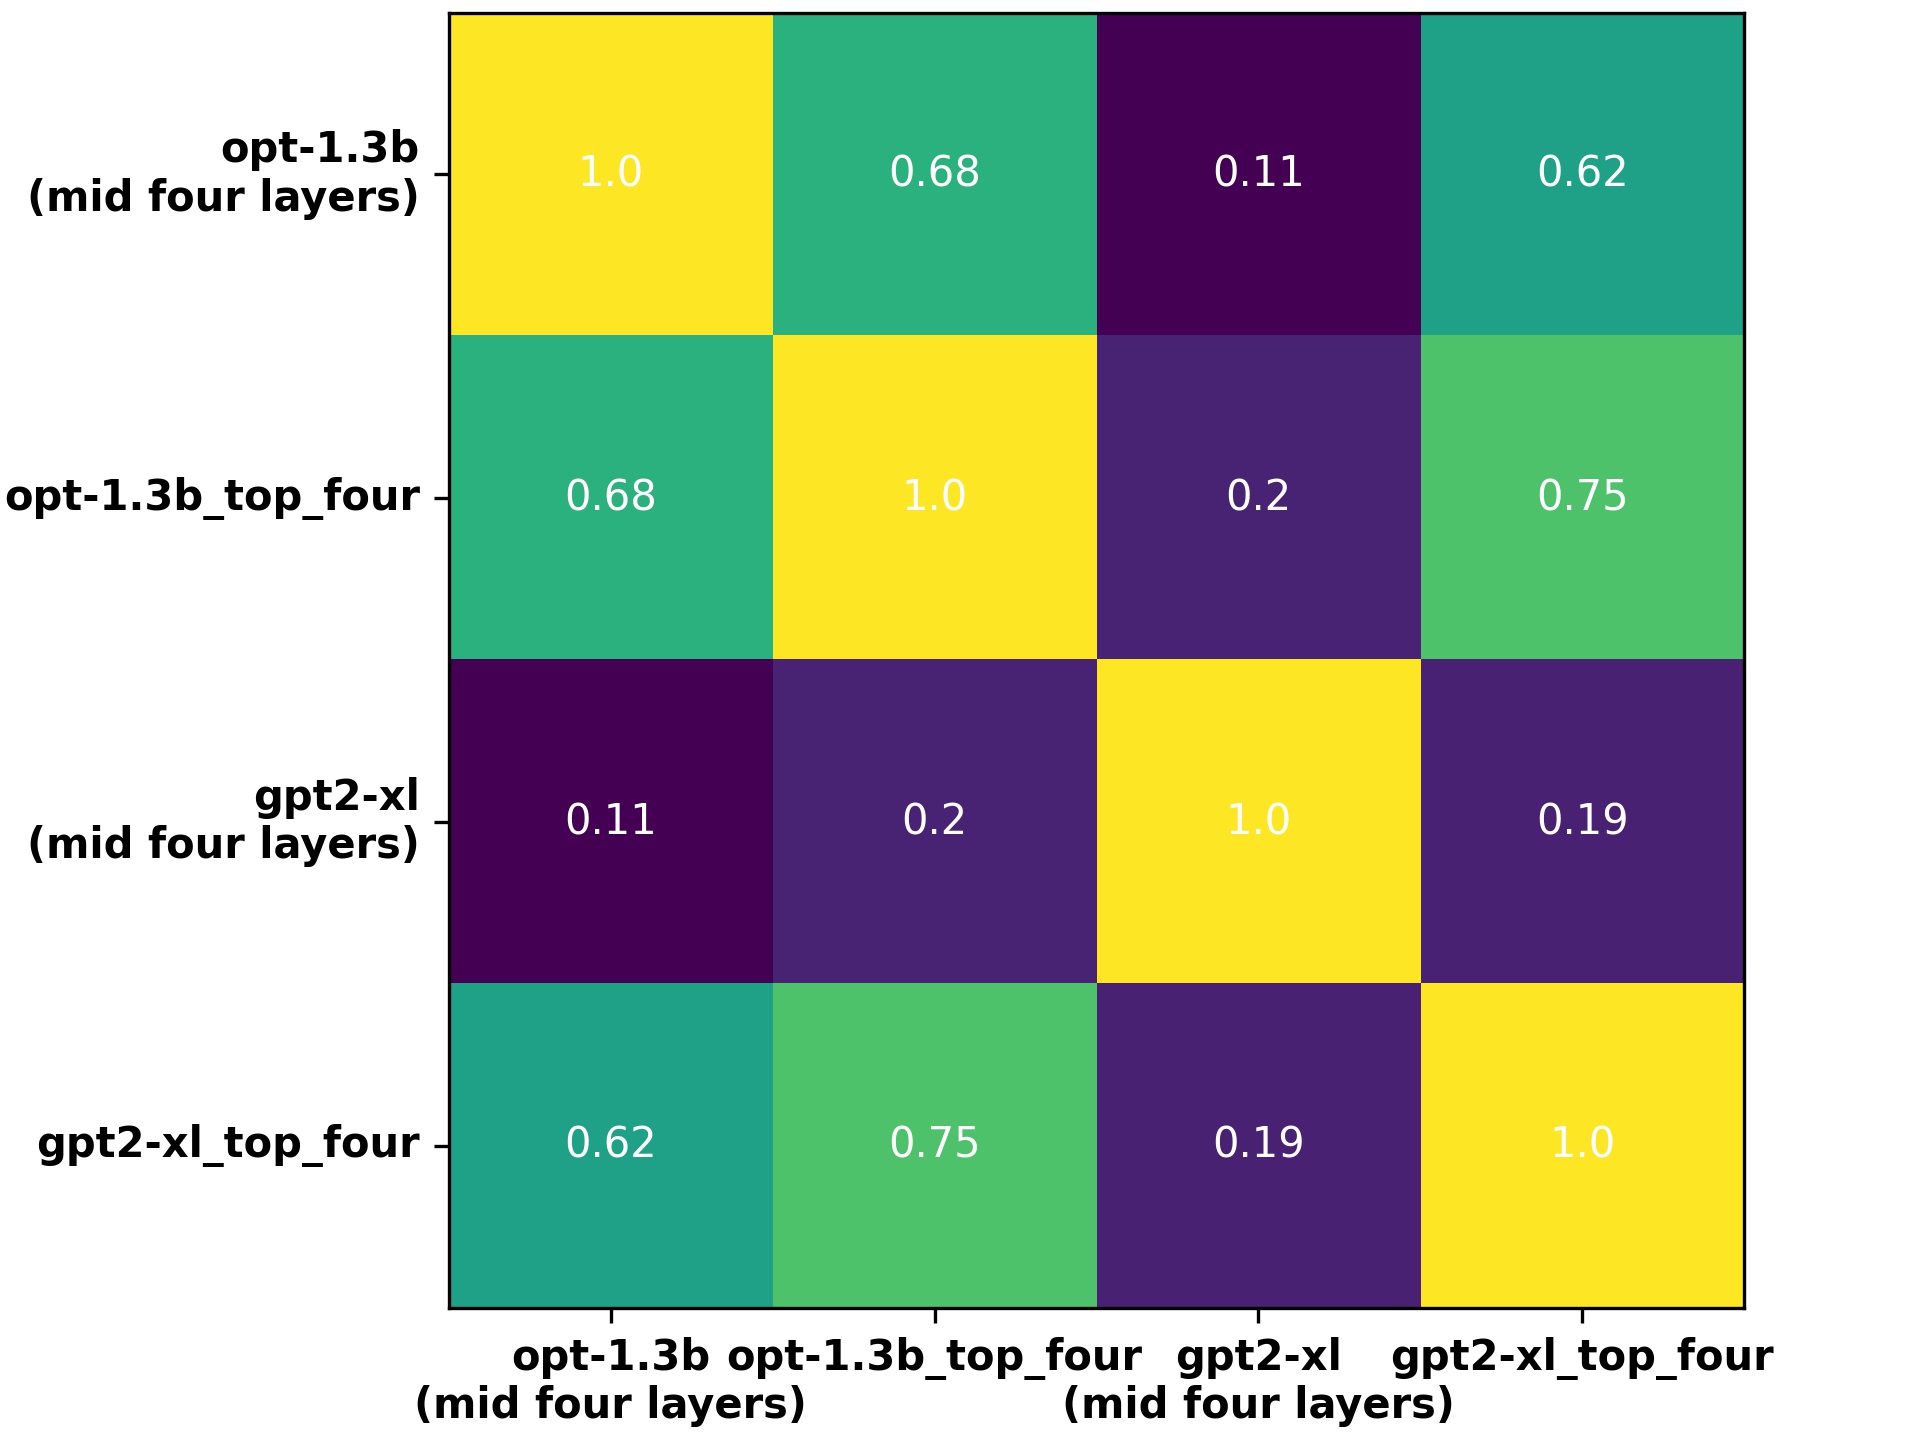 opt-1.3b
(mid four layers)
1.0 0.68 0.11 0.62
opt-1.3b_top_four
0.68 1.0 0.2 0.75
gpt2-xl
(mid four layers)
0.11 0.2 1.0 0.19
gpt2-xl_top_four
0.62 0.75 0.19 1.0
opt-1.3b opt-1.3b_top_four gpt2-xl gpt2-xl_top_four
(mid four layers) (mid four layers)